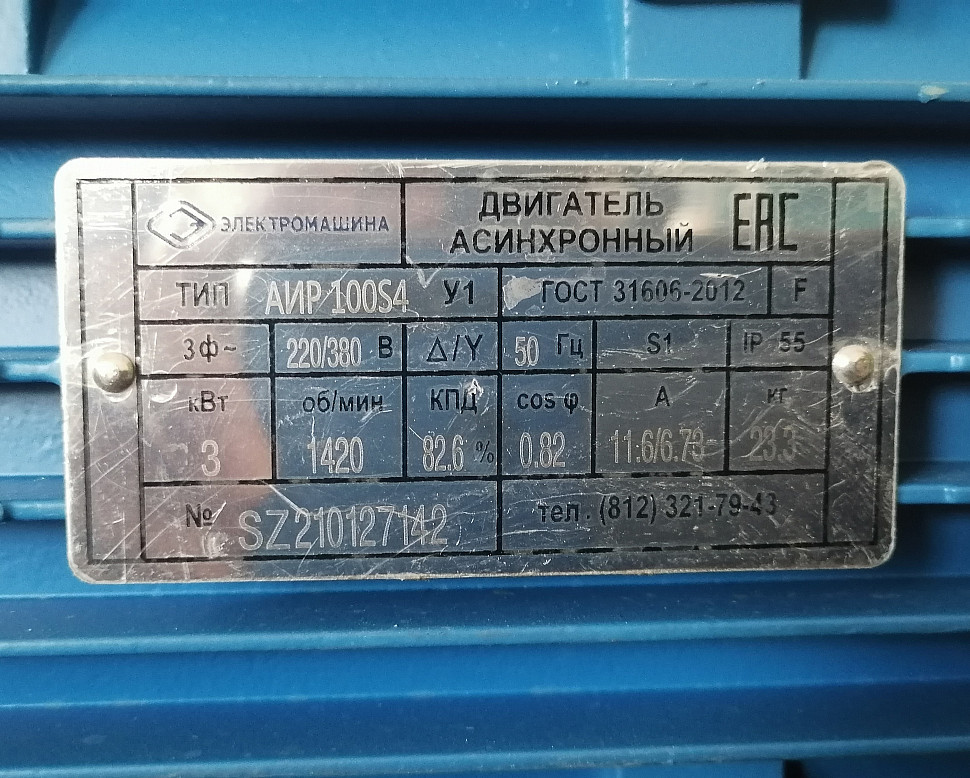 ЭЛЕКТРОМАШИНА
ДВИГАТЕЛЬ
АСИНХРОННЫЙ
EAC
ТИП АИР 100S4 У1 ГОСТ 31606-2012 F
3ф~ 220/380 В Δ/Y 50 Гц S1 IP 55
кВт об/мин КПД cos φ А кг
3 1420 82.6 % 0.82 11.6/6.73 23.3
№ SZ210127142 тел. (812) 321-79-43